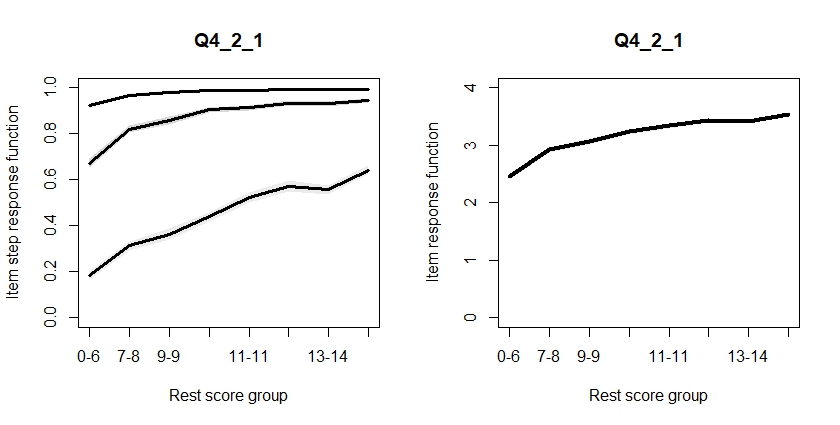 Q4_2_1
Item step response function
1.0
0.8
0.6
0.4
0.2
0.0
0-6 7-8 9-9 11-11 13-14
Rest score group
Q4_2_1
Item response function
4
3
2
1
0
0-6 7-8 9-9 11-11 13-14
Rest score group